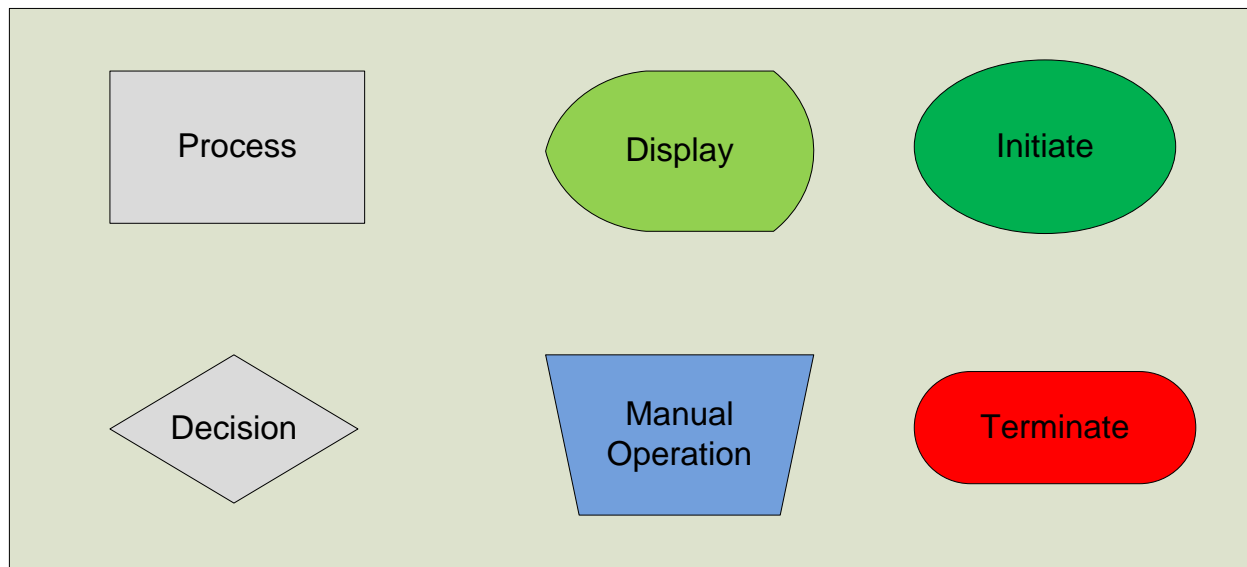 Process
Display
Initiate
Decision
Manual
Operation
Terminate